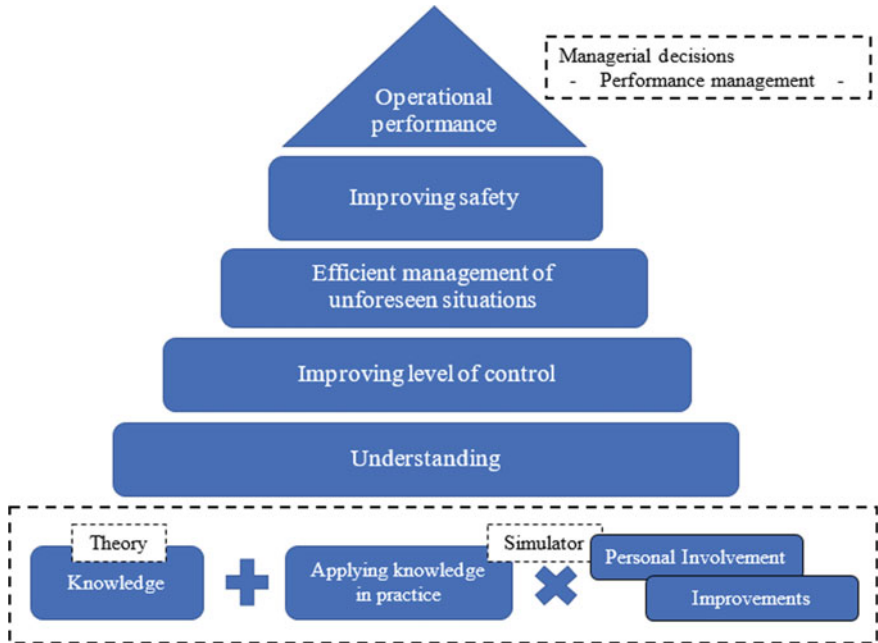 Managerial decisions
- Performance management -
Operational
performance
Improving safety
Efficient management of
unforeseen situations
Improving level of control
Understanding
Theory
Knowledge
Applying knowledge
in practice
Simulator
Personal Involvement
Improvements